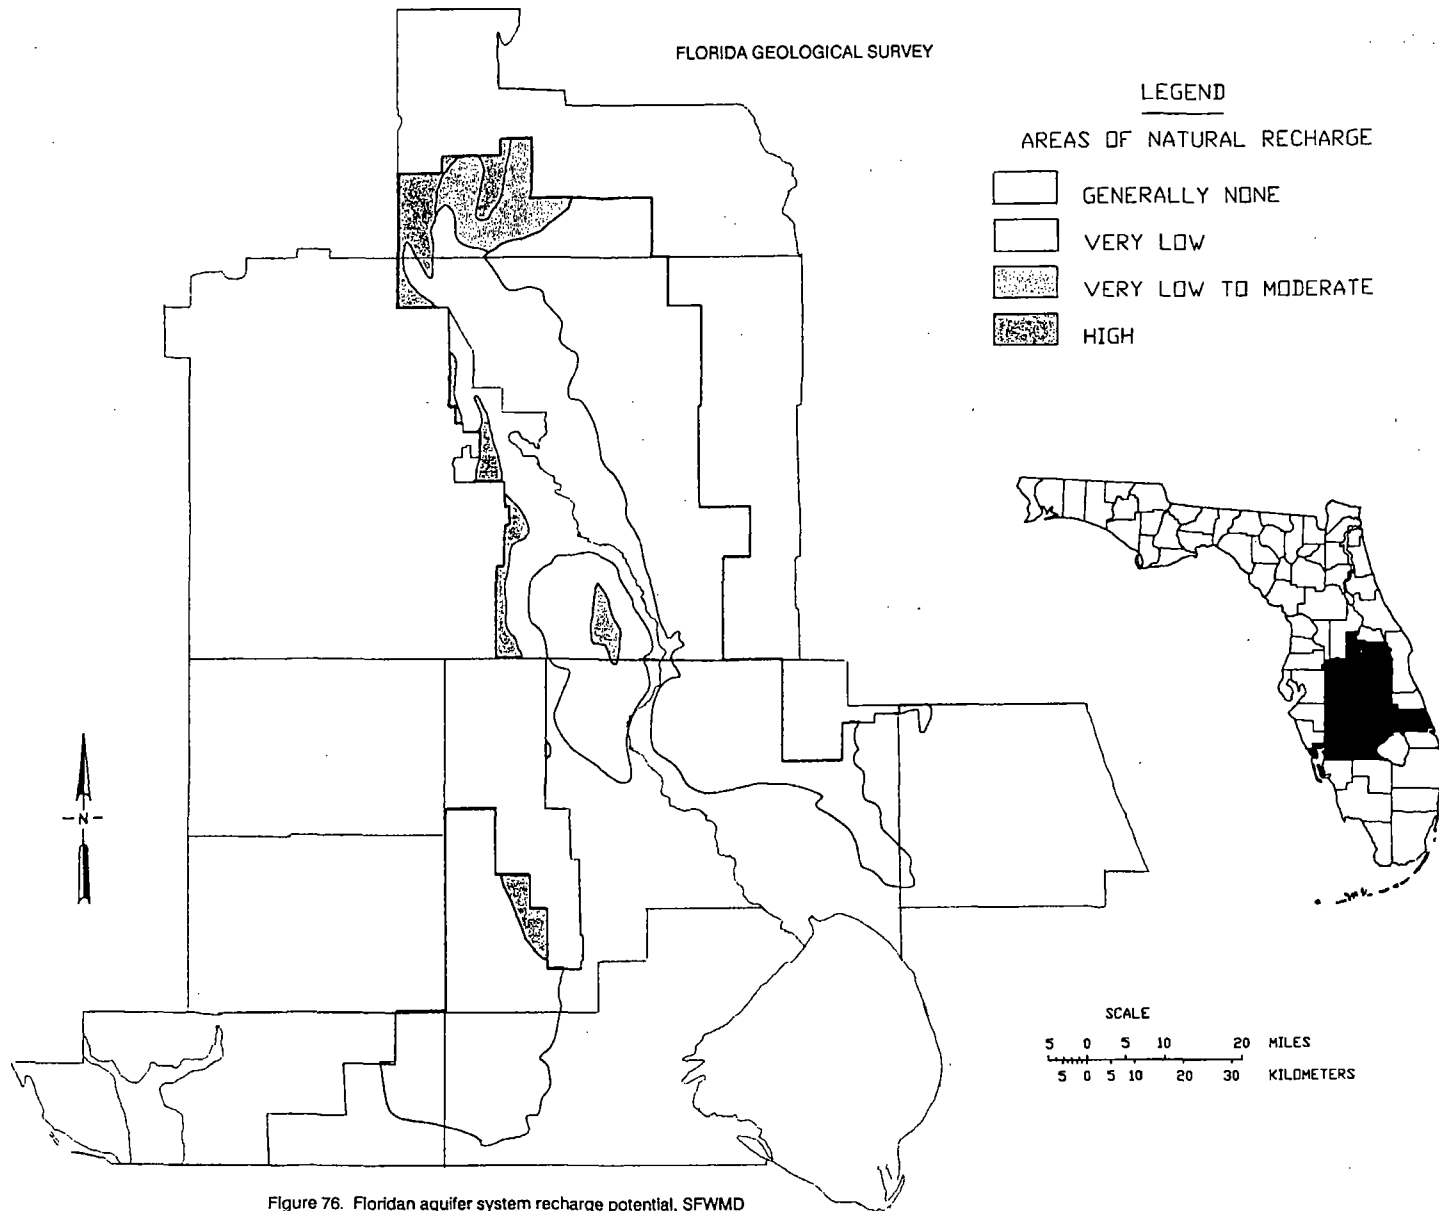 FLORIDA GEOLOGICAL SURVEY
LEGEND
AREAS OF NATURAL RECHARGE
GENERALLY NONE
VERY LOW
VERY LOW TO MODERATE
HIGH
N
SCALE
5 0 5 10 20 MILES
5 0 5 10 20 30 KILOMETERS
Figure 76. Floridan aquifer system recharge potential, SFWMD